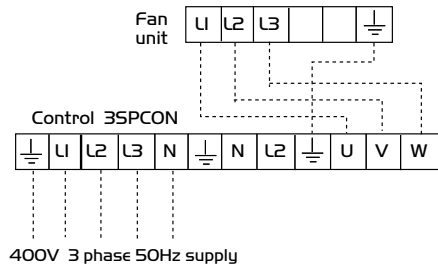 Fan
unit
L1 L2 L3
Control 3SPCON
L1 L2 L3 N N L2 U V W
400V 3 phase 50Hz supply